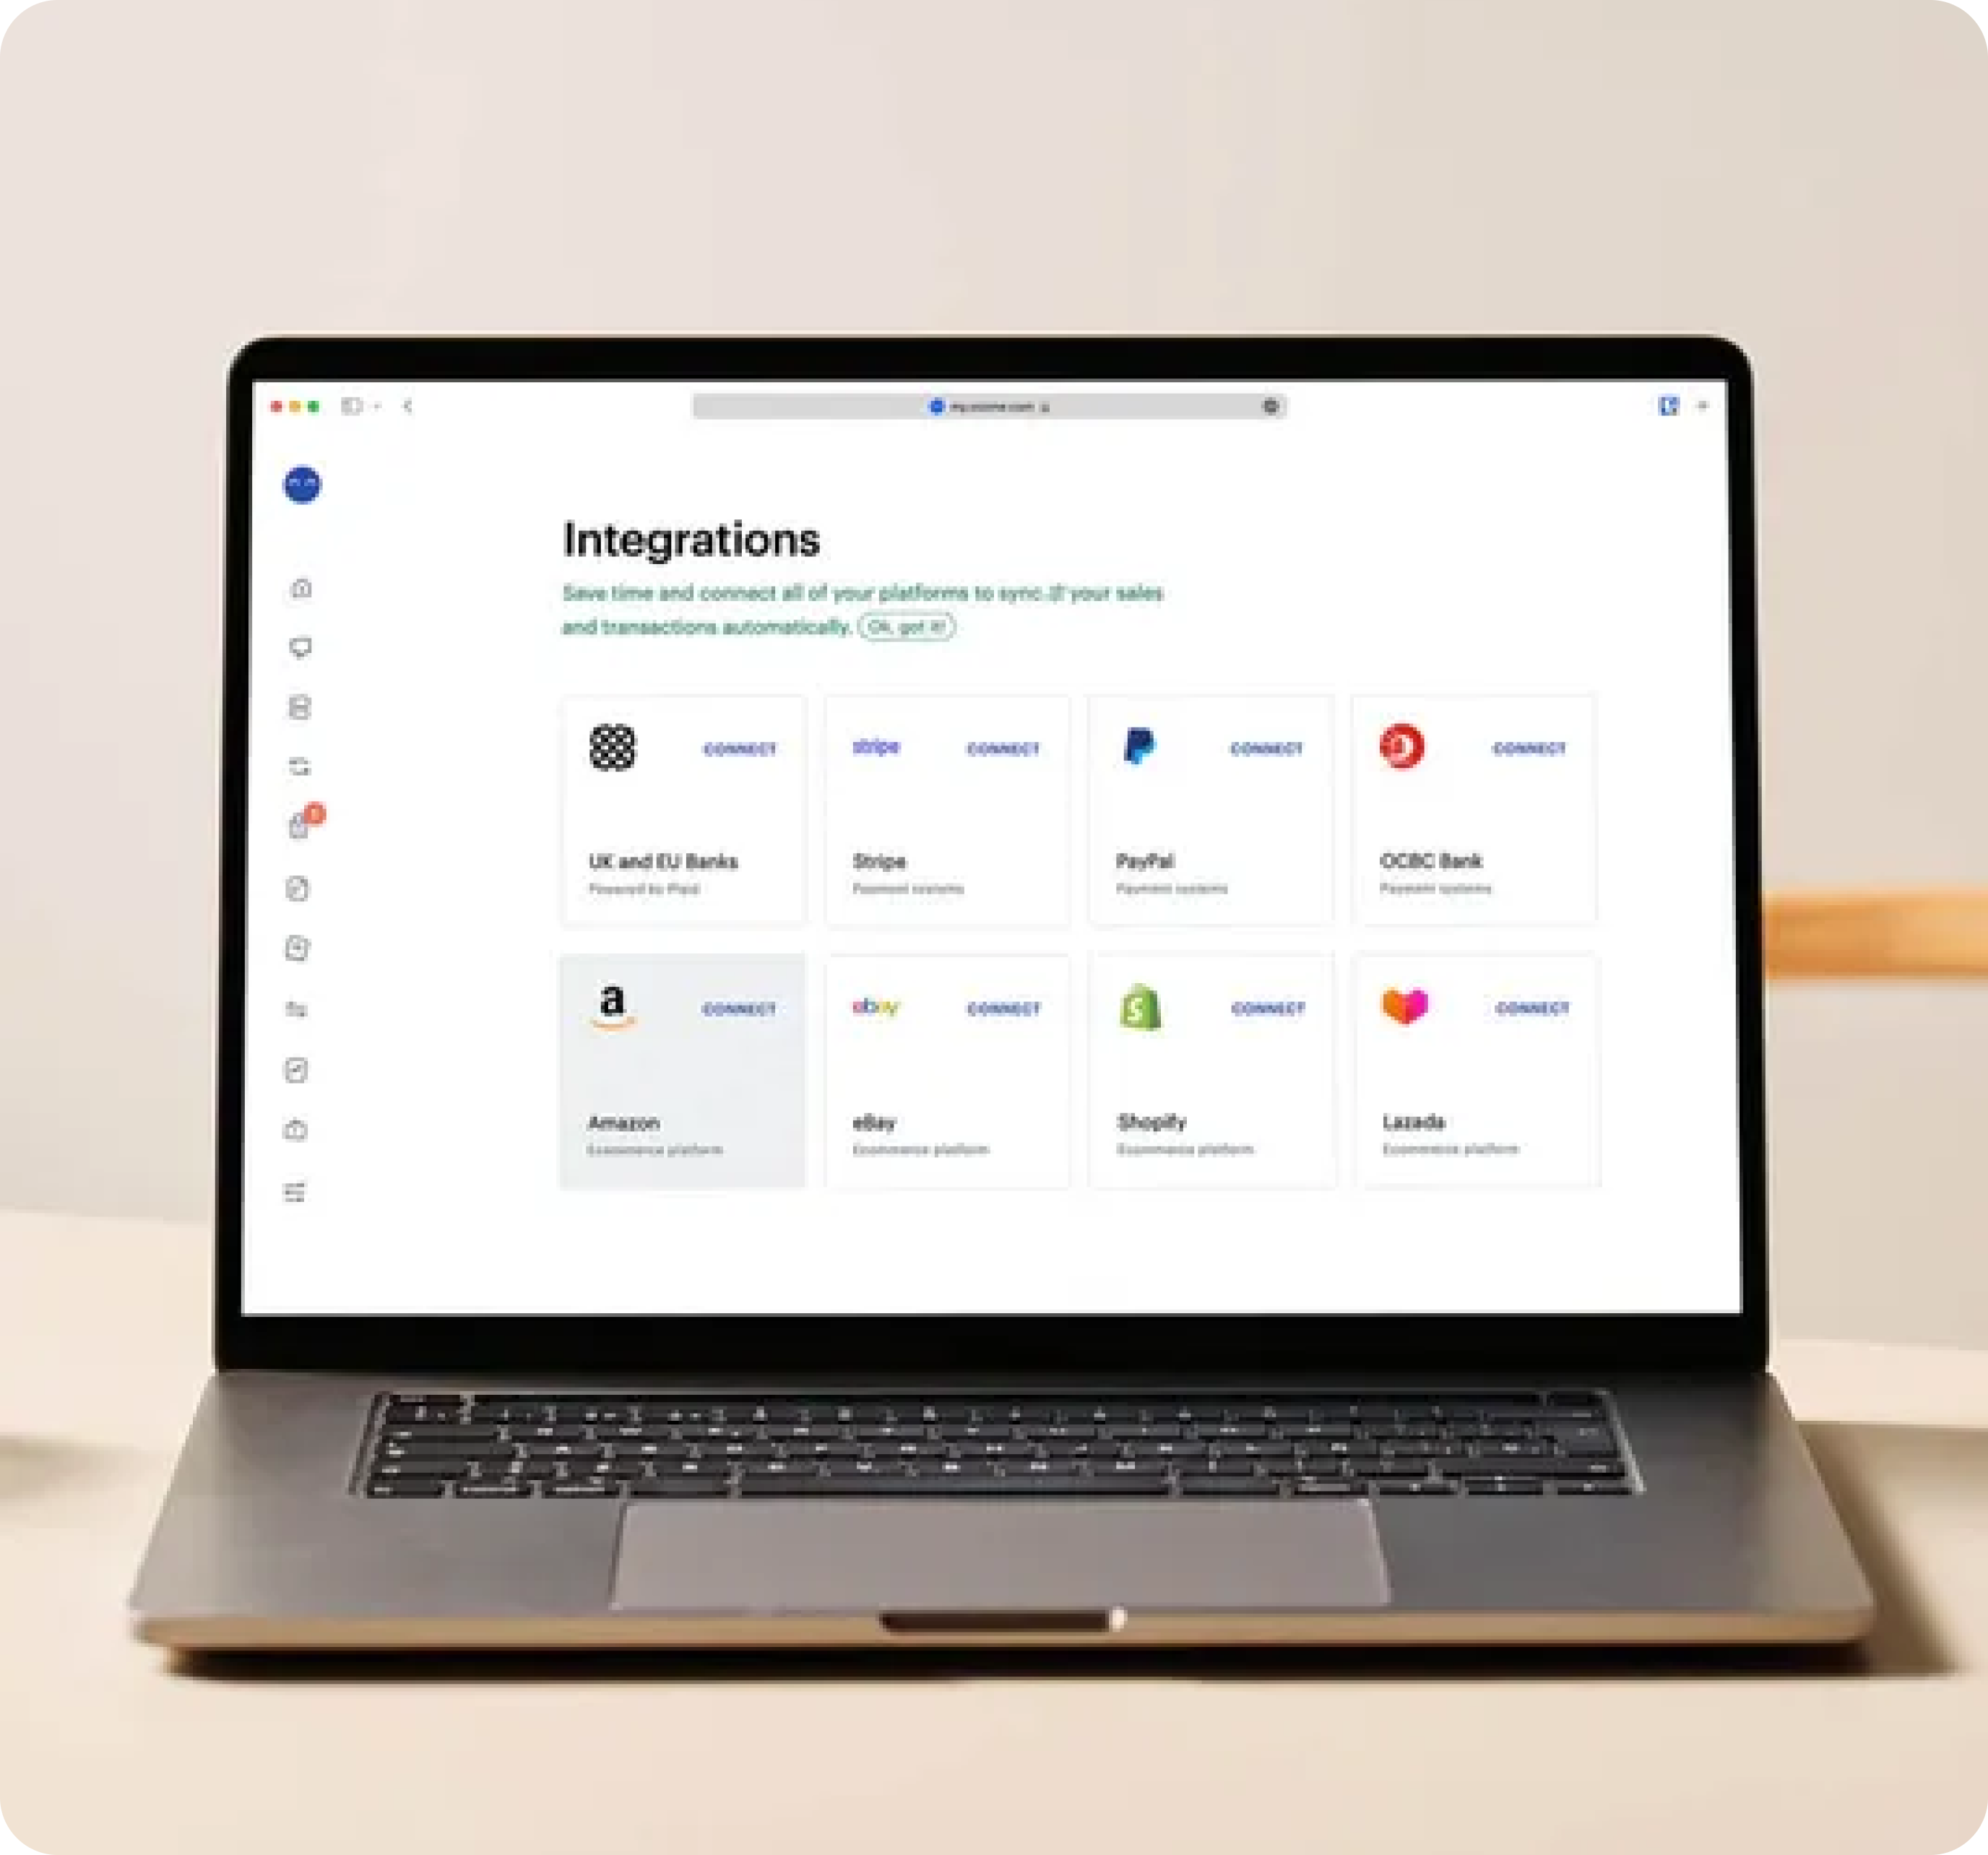 Integrations
Save time and connect all of your platforms to sync your sales
and transactions automatically. Ok, got it!
CONNECT
stripe CONNECT
CONNECT
CONNECT
UK and EU Banks
Powered by Plaid
Stripe
Payment systems
PayPal
Payment systems
OCBC Bank
Payment systems
a CONNECT
ebay CONNECT
S CONNECT
CONNECT
Amazon
Ecommerce platform
eBay
Ecommerce platform
Shopify
Ecommerce platform
Lazada
Ecommerce platform